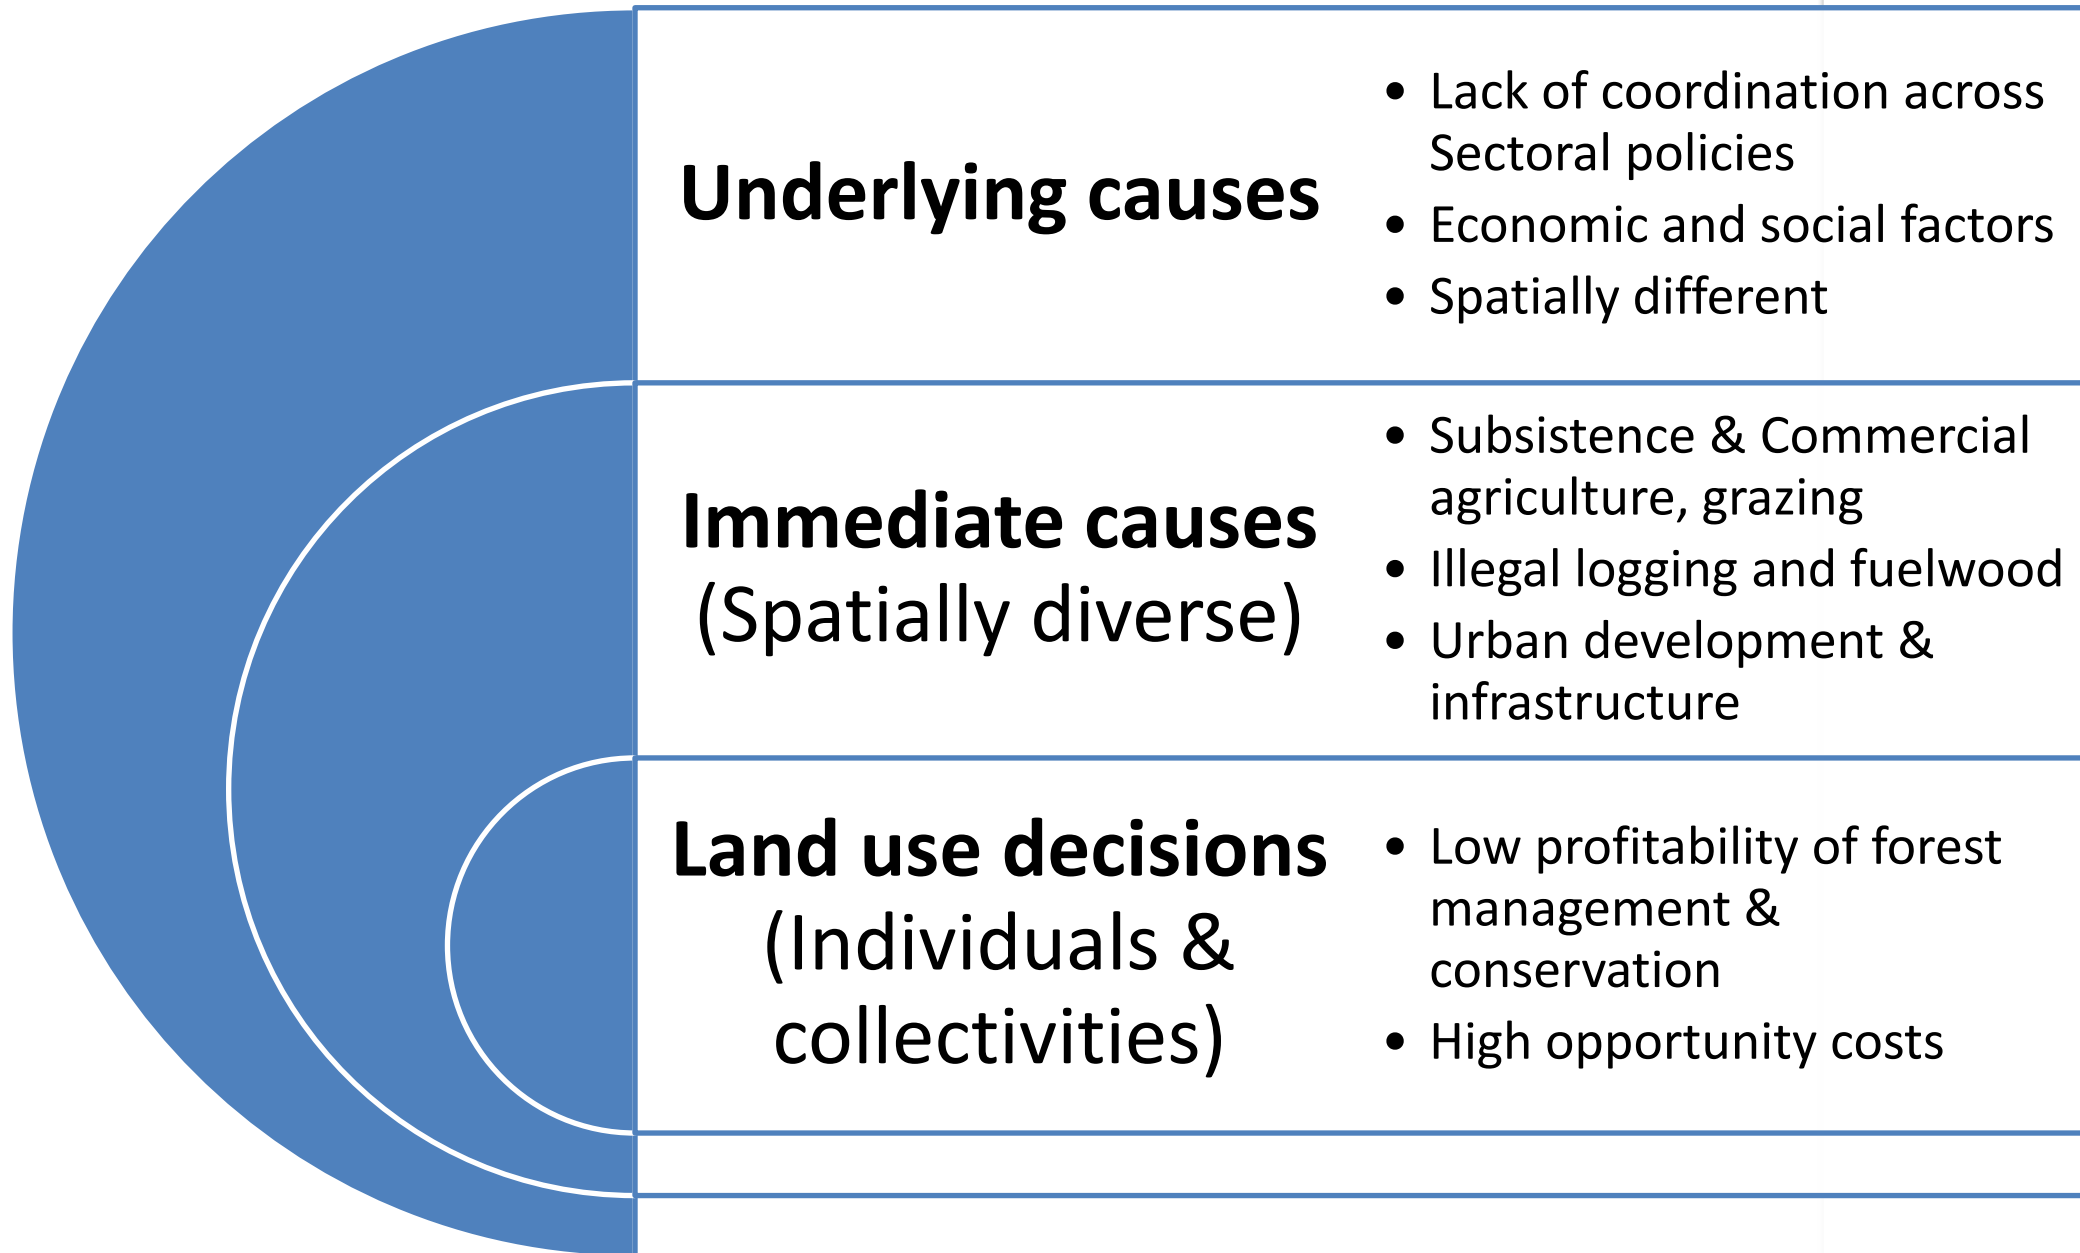 Underlying causes
• Lack of coordination across
Sectoral policies
• Economic and social factors
• Spatially different
Immediate causes
(Spatially diverse)
• Subsistence & Commercial
agriculture, grazing
• Illegal logging and fuelwood
• Urban development &
infrastructure
Land use decisions
(Individuals &
collectivities)
• Low profitability of forest
management &
conservation
• High opportunity costs